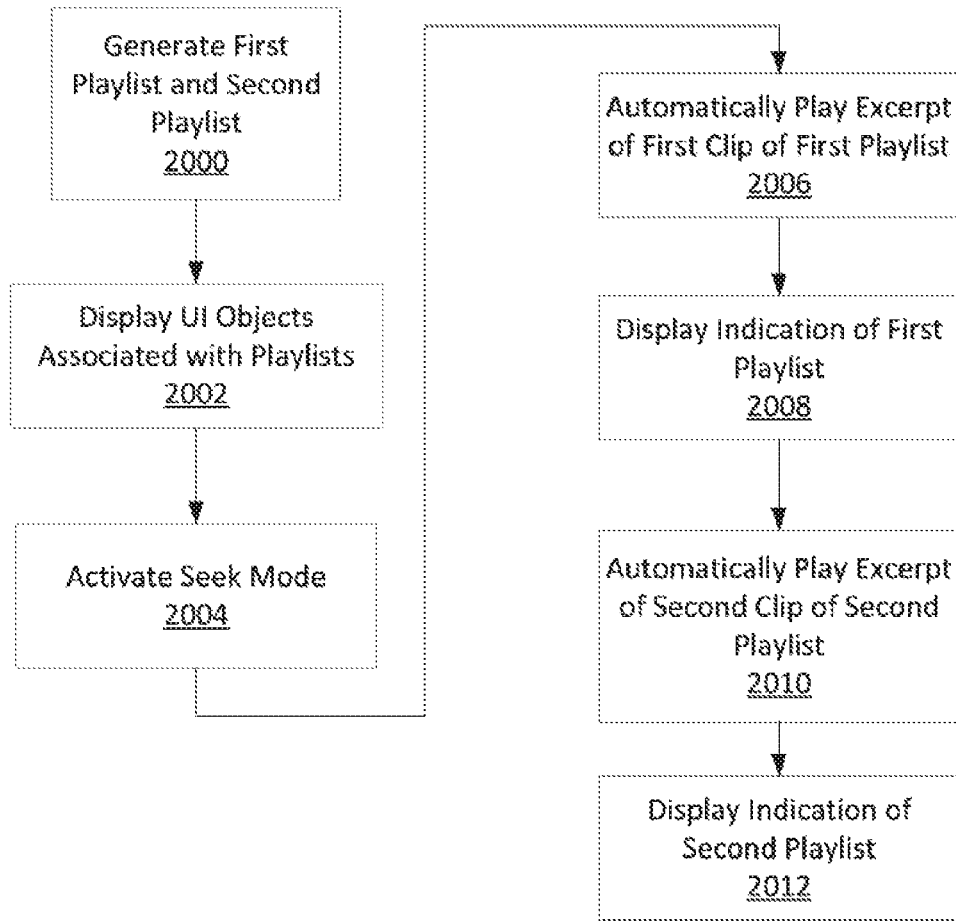 Generate First
Playlist and Second
Playlist
2000
Display UI Objects
Associated with Playlists
2002
Activate Seek Mode
2004
Automatically Play Excerpt
of First Clip of First Playlist
2006
Display Indication of First
Playlist
2008
Automatically Play Excerpt
of Second Clip of Second
Playlist
2010
Display Indication of
Second Playlist
2012